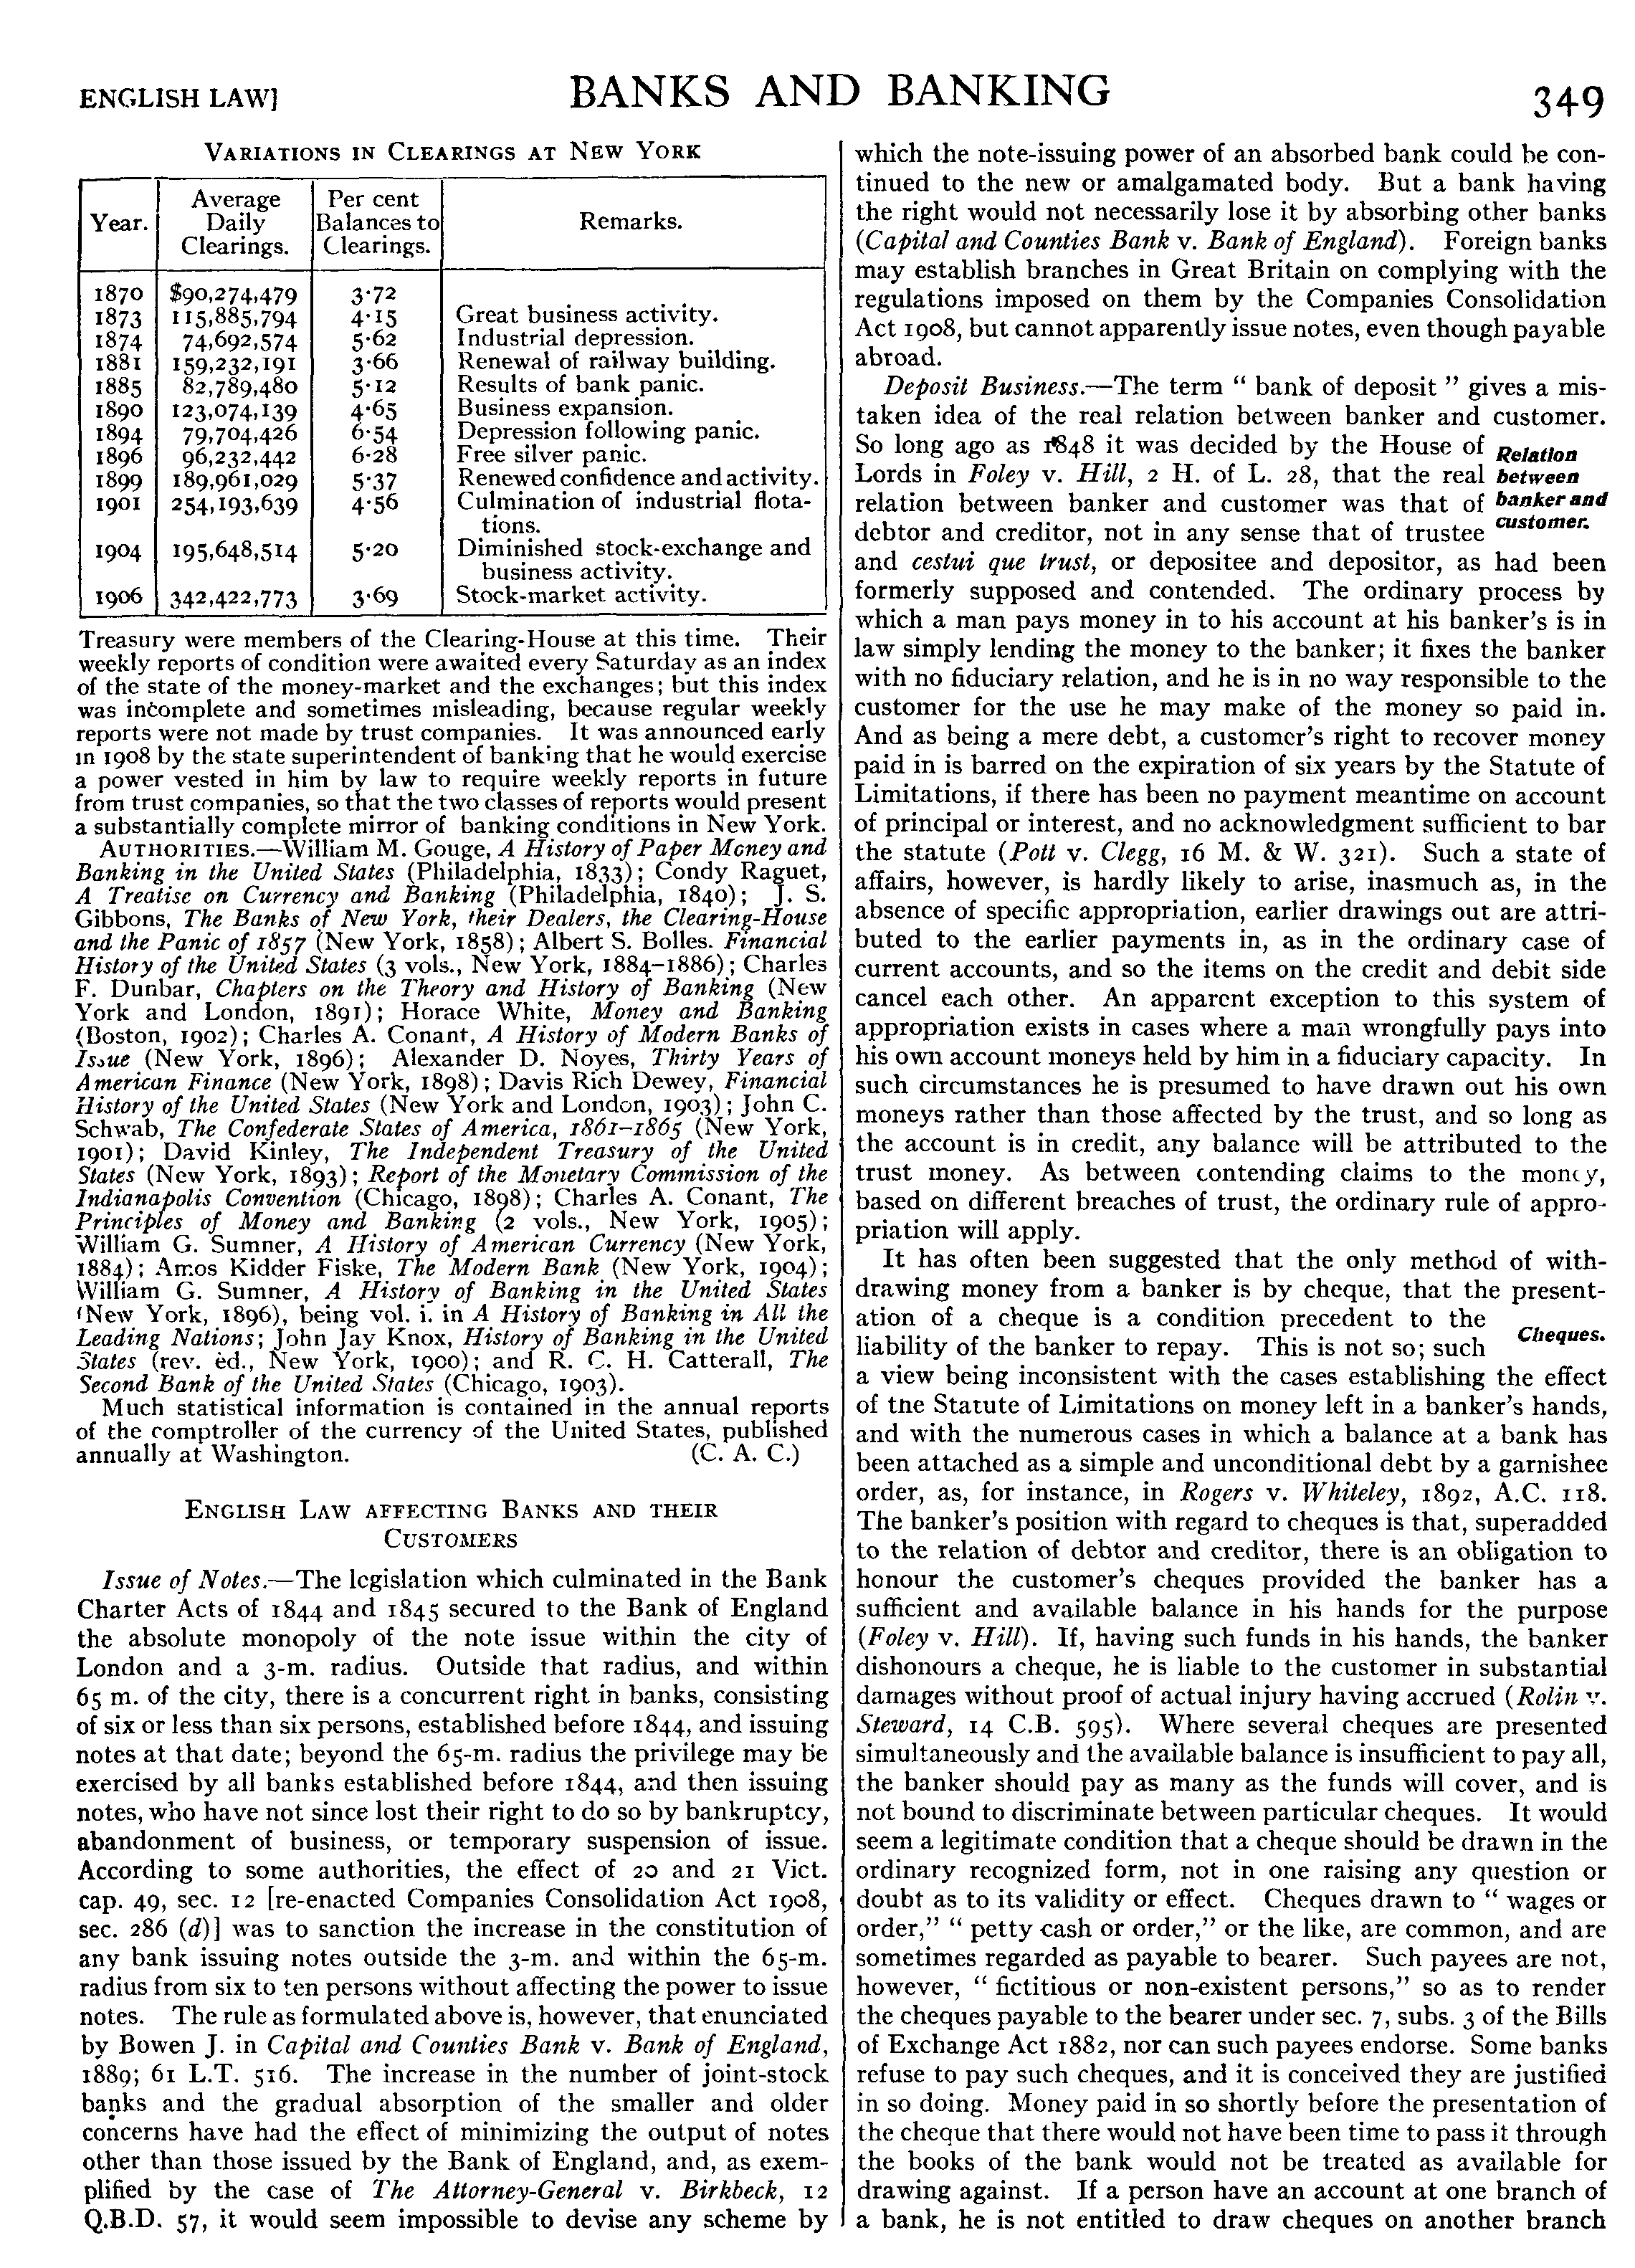 ENGLISH LAW]
BANKS AND BANKING
349
VARIATIONS IN CLEARINGS AT NEW YORK
Year. Average Daily Clearings. Per cent Balances to Clearings. Remarks.
1870 $90,274,479 3·72
1873 115,885,794 4·15 Great business activity.
1874 74,692,574 5·62 Industrial depression.
1881 159,232,191 3·66 Renewal of railway building.
1885 82,789,480 5·12 Results of bank panic.
1890 123,074,139 4·65 Business expansion.
1894 79,704,426 6·54 Depression following panic.
1896 96,232,442 6·28 Free silver panic.
1899 189,961,029 5·37 Renewed confidence and activity.
1901 254,193,639 4·56 Culmination of industrial flota-
tions.
1904 195,648,514 5·20 Diminished stock-exchange and
business activity.
1906 342,422,773 3·69 Stock-market activity.
Treasury were members of the Clearing-House at this time. Their
weekly reports of condition were awaited every Saturday as an index
of the state of the money-market and the exchanges; but this index
was incomplete and sometimes misleading, because regular weekly
reports were not made by trust companies. It was announced early
in 1908 by the state superintendent of banking that he would exercise
a power vested in him by law to require weekly reports in future
from trust companies, so that the two classes of reports would present
a substantially complete mirror of banking conditions in New York.
AUTHORITIES.—William M. Gouge, A History of Paper Money and
Banking in the United States (Philadelphia, 1833); Condy Raguet,
A Treatise on Currency and Banking (Philadelphia, 1840); J. S.
Gibbons, The Banks of New York, their Dealers, the Clearing-House
and the Panic of 1857 (New York, 1858); Albert S. Bolles. Financial
History of the United States (3 vols., New York, 1884–1886); Charles
F. Dunbar, Chapters on the Theory and History of Banking (New
York and London, 1891); Horace White, Money and Banking
(Boston, 1902); Charles A. Conant, A History of Modern Banks of
Issue (New York, 1896); Alexander D. Noyes, Thirty Years of
American Finance (New York, 1898); Davis Rich Dewey, Financial
History of the United States (New York and London, 1903); John C.
Schwab, The Confederate States of America, 1861–1865 (New York,
1901); David Kinley, The Independent Treasury of the United
States (New York, 1893); Report of the Monetary Commission of the
Indianapolis Convention (Chicago, 1898); Charles A. Conant, The
Principles of Money and Banking (2 vols., New York, 1905);
William G. Sumner, A History of American Currency (New York,
1884); Amos Kidder Fiske, The Modern Bank (New York, 1904);
William G. Sumner, A History of Banking in the United States
(New York, 1896), being vol. i. in A History of Banking in All the
Leading Nations; John Jay Knox, History of Banking in the United
States (rev. ed., New York, 1900); and R. C. H. Catterall, The
Second Bank of the United States (Chicago, 1903).
Much statistical information is contained in the annual reports
of the comptroller of the currency of the United States, published
annually at Washington. (C. A. C.)
ENGLISH LAW AFFECTING BANKS AND THEIR
CUSTOMERS
Issue of Notes.—The legislation which culminated in the Bank
Charter Acts of 1844 and 1845 secured to the Bank of England
the absolute monopoly of the note issue within the city of
London and a 3-m. radius. Outside that radius, and within
65 m. of the city, there is a concurrent right in banks, consisting
of six or less than six persons, established before 1844, and issuing
notes at that date; beyond the 65-m. radius the privilege may be
exercised by all banks established before 1844, and then issuing
notes, who have not since lost their right to do so by bankruptcy,
abandonment of business, or temporary suspension of issue.
According to some authorities, the effect of 20 and 21 Vict.
cap. 49, sec. 12 [re-enacted Companies Consolidation Act 1908,
sec. 286 (d)] was to sanction the increase in the constitution of
any bank issuing notes outside the 3-m. and within the 65-m.
radius from six to ten persons without affecting the power to issue
notes. The rule as formulated above is, however, that enunciated
by Bowen J. in Capital and Counties Bank v. Bank of England,
1889; 61 L.T. 516. The increase in the number of joint-stock
banks and the gradual absorption of the smaller and older
concerns have had the effect of minimizing the output of notes
other than those issued by the Bank of England, and, as exem-
plified by the case of The Attorney-General v. Birkbeck, 12
Q.B.D. 57, it would seem impossible to devise any scheme by
which the note-issuing power of an absorbed bank could be con-
tinued to the new or amalgamated body. But a bank having
the right would not necessarily lose it by absorbing other banks
(Capital and Counties Bank v. Bank of England). Foreign banks
may establish branches in Great Britain on complying with the
regulations imposed on them by the Companies Consolidation
Act 1908, but cannot apparently issue notes, even though payable
abroad.
Deposit Business.—The term “ bank of deposit ” gives a mis-
taken idea of the real relation between banker and customer.
So long ago as 1848 it was decided by the House of
Lords in Foley v. Hill, 2 H. of L. 28, that the real
relation between banker and customer was that of
debtor and creditor, not in any sense that of trustee
Relation
between
banker and
customer.
and cestui que trust, or depositee and depositor, as had been
formerly supposed and contended. The ordinary process by
which a man pays money in to his account at his banker's is in
law simply lending the money to the banker; it fixes the banker
with no fiduciary relation, and he is in no way responsible to the
customer for the use he may make of the money so paid in.
And as being a mere debt, a customer's right to recover money
paid in is barred on the expiration of six years by the Statute of
Limitations, if there has been no payment meantime on account
of principal or interest, and no acknowledgment sufficient to bar
the statute (Pott v. Clegg, 16 M. & W. 321). Such a state of
affairs, however, is hardly likely to arise, inasmuch as, in the
absence of specific appropriation, earlier drawings out are attri-
buted to the earlier payments in, as in the ordinary case of
current accounts, and so the items on the credit and debit side
cancel each other. An apparent exception to this system of
appropriation exists in cases where a man wrongfully pays into
his own account moneys held by him in a fiduciary capacity. In
such circumstances he is presumed to have drawn out his own
moneys rather than those affected by the trust, and so long as
the account is in credit, any balance will be attributed to the
trust money. As between contending claims to the money,
based on different breaches of trust, the ordinary rule of appro-
priation will apply.
It has often been suggested that the only method of with-
drawing money from a banker is by cheque, that the present-
ation of a cheque is a condition precedent to the
liability of the banker to repay. This is not so; such
Cheques.
a view being inconsistent with the cases establishing the effect
of the Statute of Limitations on money left in a banker's hands,
and with the numerous cases in which a balance at a bank has
been attached as a simple and unconditional debt by a garnishee
order, as, for instance, in Rogers v. Whiteley, 1892, A.C. 118.
The banker's position with regard to cheques is that, superadded
to the relation of debtor and creditor, there is an obligation to
honour the customer's cheques provided the banker has a
sufficient and available balance in his hands for the purpose
(Foley v. Hill). If, having such funds in his hands, the banker
dishonours a cheque, he is liable to the customer in substantial
damages without proof of actual injury having accrued (Rolin v.
Steward, 14 C.B. 595). Where several cheques are presented
simultaneously and the available balance is insufficient to pay all,
the banker should pay as many as the funds will cover, and is
not bound to discriminate between particular cheques. It would
seem a legitimate condition that a cheque should be drawn in the
ordinary recognized form, not in one raising any question or
doubt as to its validity or effect. Cheques drawn to “ wages or
order,” “ petty cash or order,” or the like, are common, and are
sometimes regarded as payable to bearer. Such payees are not,
however, “ fictitious or non-existent persons,” so as to render
the cheques payable to the bearer under sec. 7, subs. 3 of the Bills
of Exchange Act 1882, nor can such payees endorse. Some banks
refuse to pay such cheques, and it is conceived they are justified
in so doing. Money paid in so shortly before the presentation of
the cheque that there would not have been time to pass it through
the books of the bank would not be treated as available for
drawing against. If a person have an account at one branch of
a bank, he is not entitled to draw cheques on another branch